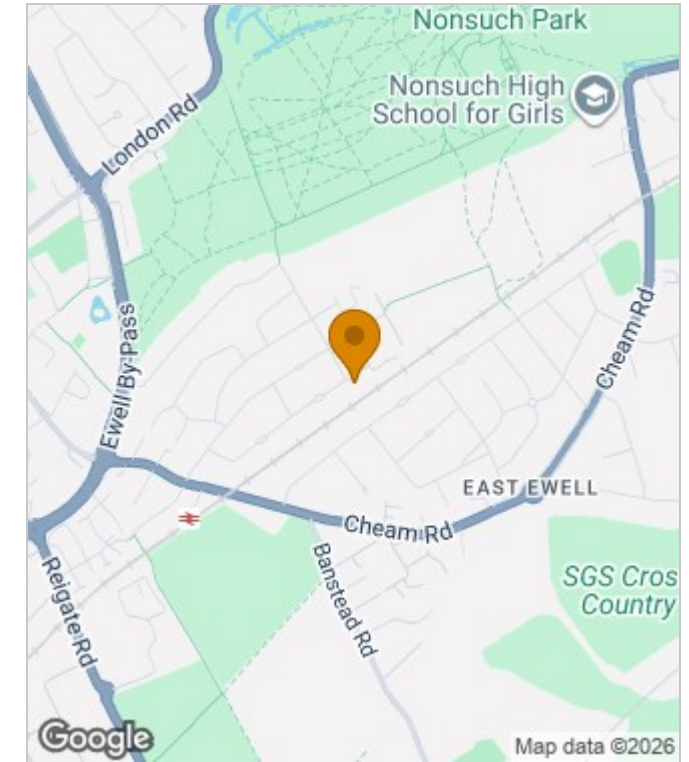 Nonsuch Park
Nonsuch High
School for Girls
London Rd
Ewell By Pass
Cheam Rd
EAST EWELL
Cheam Rd
Banstead Rd
Reigate Rd
SGS Cros
Country
Google
Map data ©2026